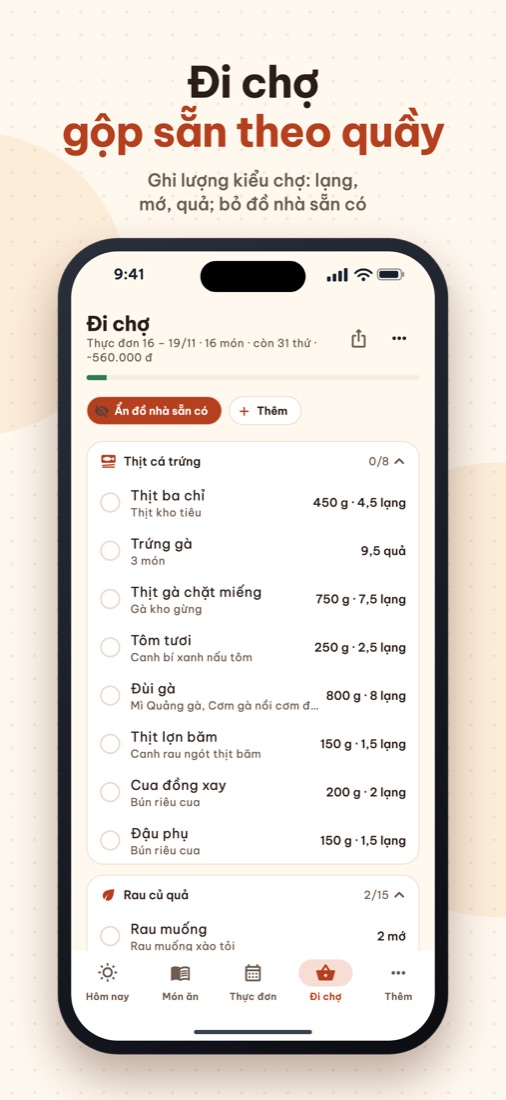 Đi chợ
gộp sẵn theo quầy
Ghi lượng kiểu chợ: lạng,
mớ, quả; bỏ đồ nhà sẵn có
9:41
Đi chợ
Thực đơn 16 – 19/11 · 16 món · còn 31 thứ ·
~560.000 đ
Ẩn đồ nhà sẵn có
+ Thêm
Thịt cá trứng 0/8
Thịt ba chỉ 450 g · 4,5 lạng
Thịt kho tiêu
Trứng gà 9,5 quả
3 món
Thịt gà chặt miếng 750 g · 7,5 lạng
Gà kho gừng
Tôm tươi 250 g · 2,5 lạng
Canh bí xanh nấu tôm
Đùi gà 800 g · 8 lạng
Mì Quảng gà, Cơm gà nồi cơm đ...
Thịt lợn băm 150 g · 1,5 lạng
Canh rau ngót thịt băm
Cua đồng xay 200 g · 2 lạng
Bún riêu cua
Đậu phụ 150 g · 1,5 lạng
Bún riêu cua
Rau củ quả 2/15
Rau muống 2 mớ
Rau muống xào tỏi
Hôm nay Món ăn Thực đơn Đi chợ Thêm